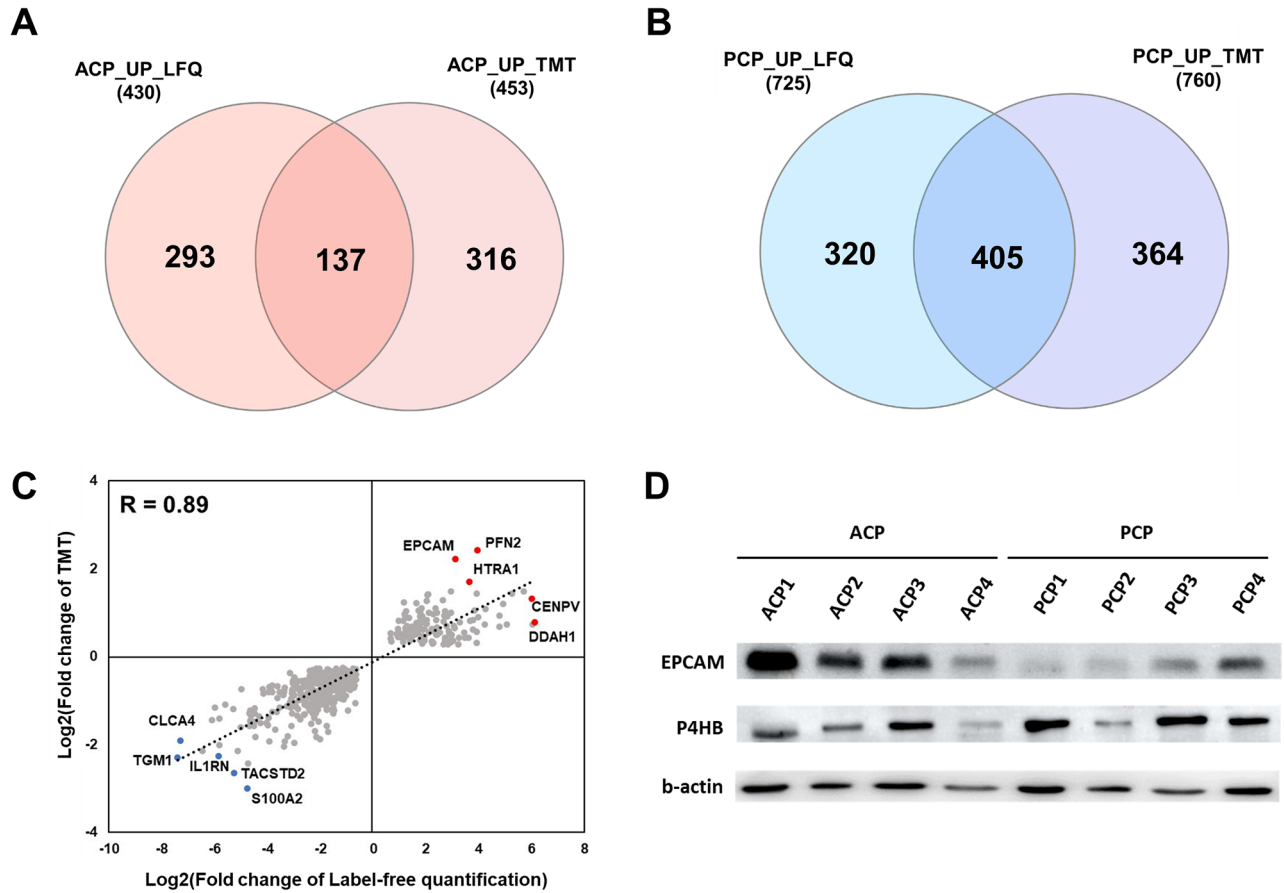 A
ACP_UP_LFQ
(430)
ACP_UP_TMT
(453)
293
137
316
B
PCP_UP_LFQ
(725)
PCP_UP_TMT
(760)
320
405
364
C
R = 0.89
Log2(Fold change of TMT)
4
2
0
-2
-4
EPCAM
PFN2
HTRA1
CENPV
DDAH1
CLCA4
TGM1
IL1RN
TACSTD2
S100A2
-10
-8
-6
-4
-2
0
2
4
6
8
Log2(Fold change of Label-free quantification)
D
ACP
PCP
ACP1
ACP2
ACP3
ACP4
PCP1
PCP2
PCP3
PCP4
EPCAM
P4HB
b-actin